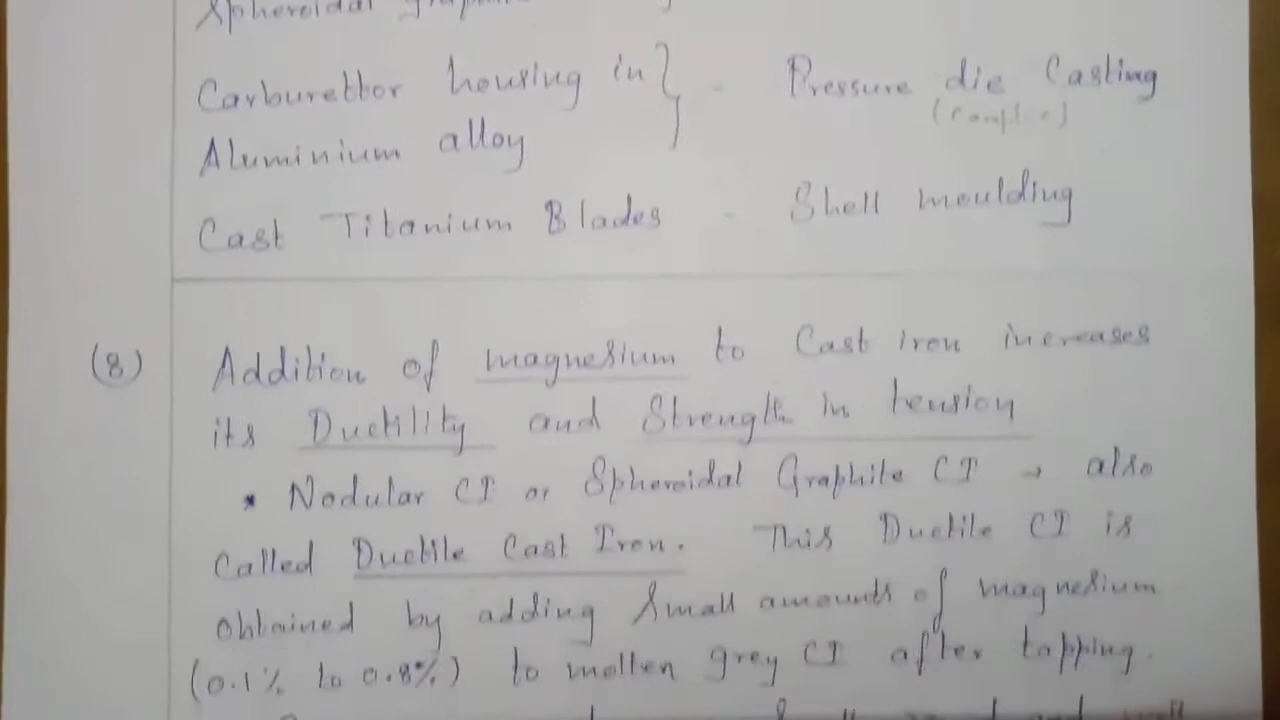 Spheroidal
Carburettor housing in } - Pressure die Casting
Aluminium alloy
Cast Titanium Blades - Shell moulding
(8) Addition of magnesium to Cast iron increases
its Ductility and Strength in tension
* Nodular CI or Spheroidal Graphite CI → also
called Ductile Cast Iron. This Ductile CI is
obtained by adding small amounts of magnesium
(0.1% to 0.8%) to molten grey CI after tapping.